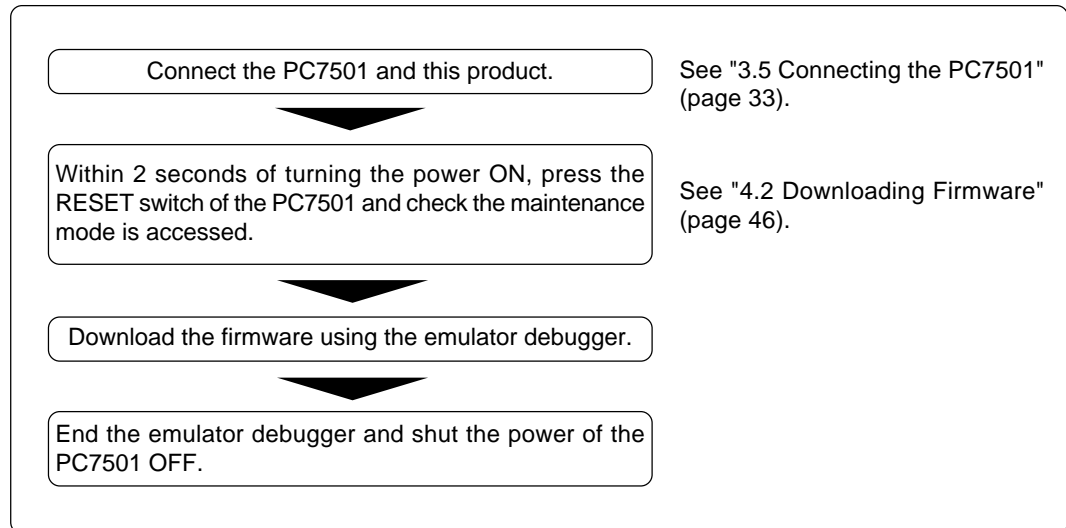 Connect the PC7501 and this product.
See "3.5 Connecting the PC7501"
(page 33).
Within 2 seconds of turning the power ON, press the
RESET switch of the PC7501 and check the maintenance
mode is accessed.
See "4.2 Downloading Firmware"
(page 46).
Download the firmware using the emulator debugger.
End the emulator debugger and shut the power of the
PC7501 OFF.